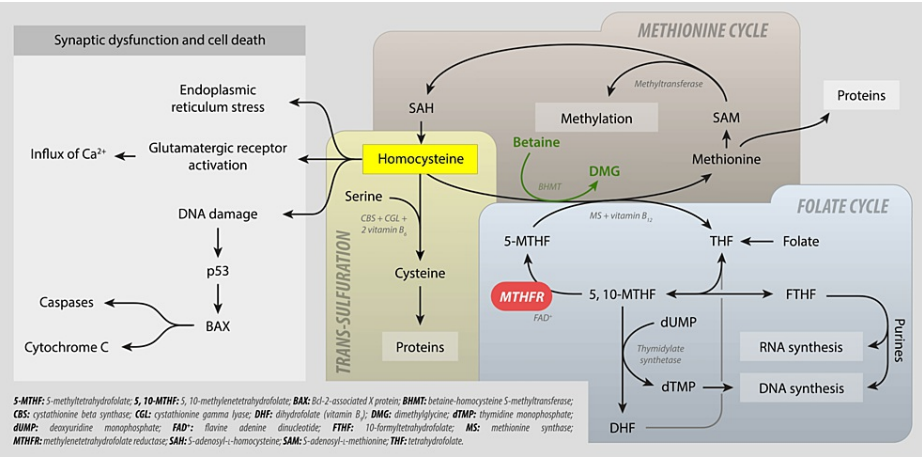 Synaptic dysfunction and cell death
Endoplasmic
reticulum stress
Influx of Ca²⁺
Glutamatergic receptor
activation
DNA damage
p53
Caspases
BAX
Cytochrome C
METHIONINE CYCLE
Methyltransferase
SAH
Methylation
SAM
Proteins
Homocysteine
Betaine
DMG
BHMT
Methionine
TRANS-SULFURATION
Serine
CBS + CGL +
2 vitamin B₆
Cysteine
Proteins
FOLATE CYCLE
MS + vitamin B₁₂
5-MTHF
THF
Folate
MTHFR
FAD⁺
5, 10-MTHF
FTHF
dUMP
Thymidylate
synthetase
dTMP
DHF
Purines
RNA synthesis
DNA synthesis
5-MTHF: 5-methyltetrahydrofolate; 5, 10-MTHF: 5, 10-methylenetetrahydrofolate; BAX: Bcl-2-associated X protein; BHMT: betaine-homocysteine S-methyltransferase;
CBS: cystathionine beta synthase; CGL: cystathionine gamma lyase; DHF: dihydrofolate (vitamin B₉); DMG: dimethylglycine; dTMP: thymidine monophosphate;
dUMP: deoxyuridine monophosphate; FAD⁺: flavine adenine dinucleotide; FTHF: 10-formyltetrahydrofolate; MS: methionine synthase;
MTHFR: methylenetetrahydrofolate reductase; SAH: S-adenosyl-L-homocysteine; SAM: S-adenosyl-L-methionine; THF: tetrahydrofolate.